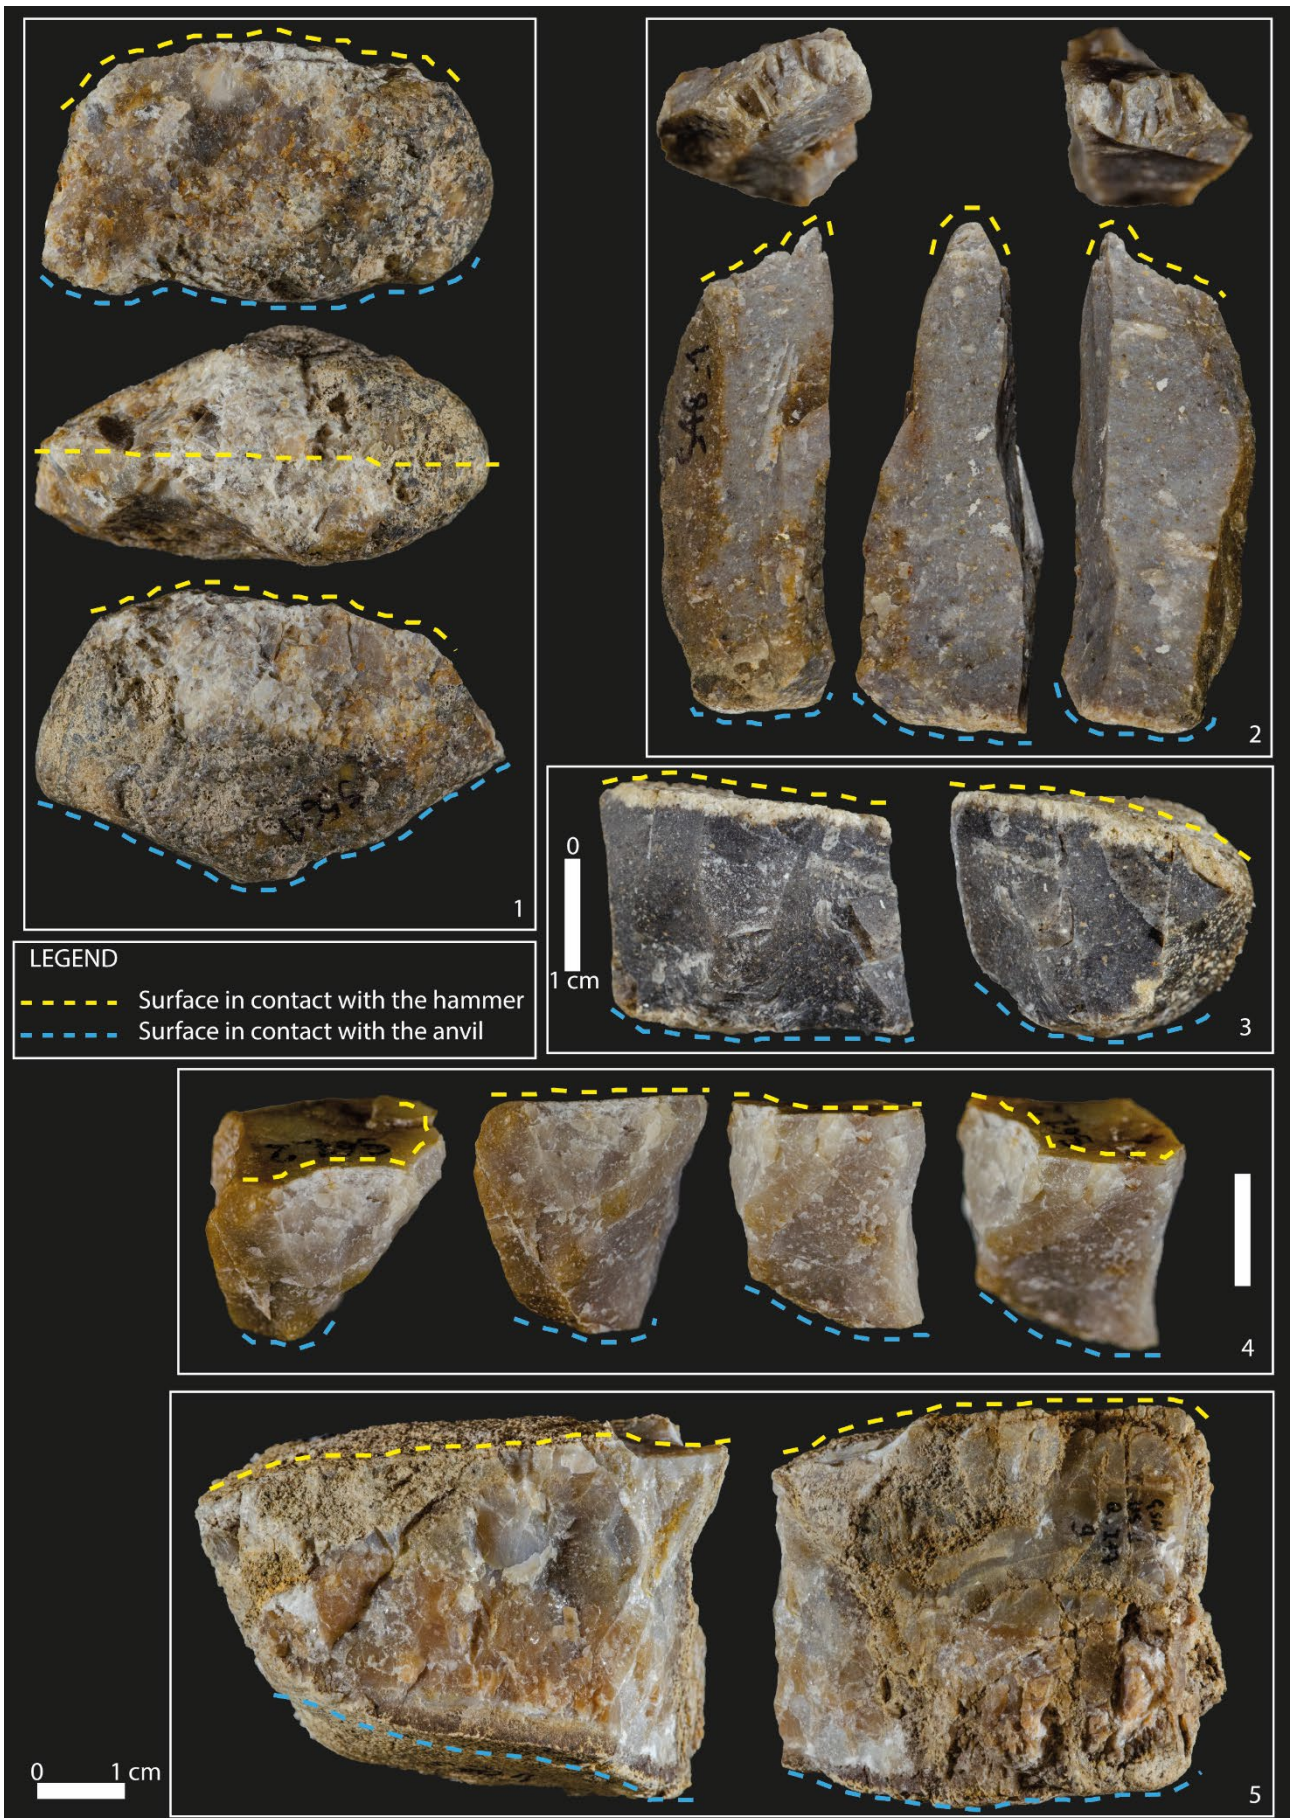 1
2
LEGEND
Surface in contact with the hammer
Surface in contact with the anvil
0
1 cm
3
4
0 1 cm
5